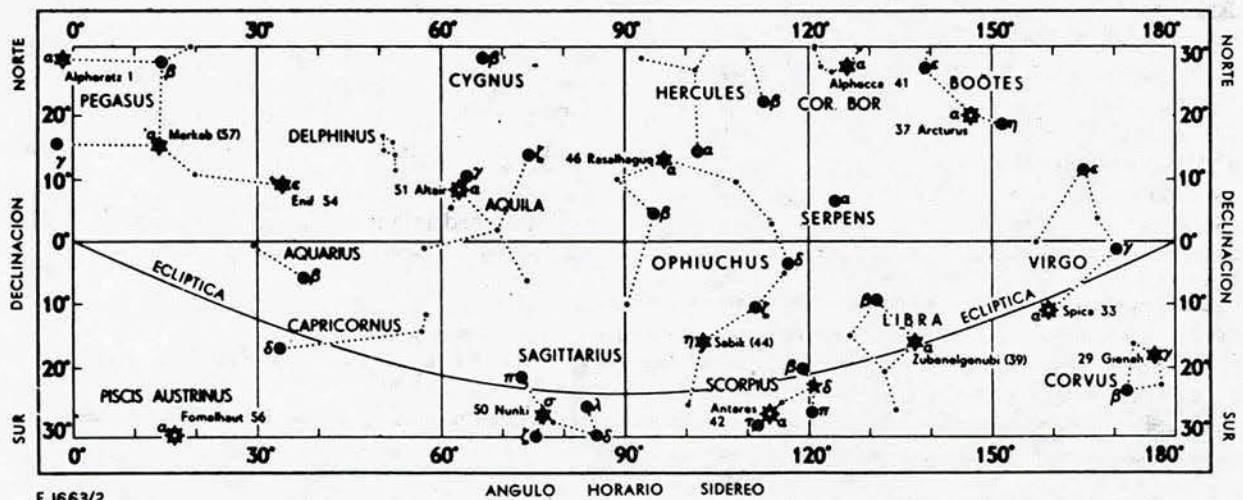 0° 30° 60° 90° 120° 150° 180°
NORTE DECLINACION SUR
30° 20° 10° 0° 10° 20° 30°
α Alpheratz 1
β
PEGASUS
α Markab (57)
γ
ε
Enif 54
DELPHINUS
CYGNUS
β
ζ
γ
51 Altair α
AQUILA
HERCULES
β
α
46 Rasalhague
α
β
COR. BOR
α
Alphecca 41
ε
BOÖTES
α
37 Arcturus
η
SERPENS
α
ε
AQUARIUS
β
ECLIPTICA
CAPRICORNUS
δ
OPHIUCHUS
δ
ζ
η Sabik (44)
VIRGO
γ
α Spica 33
ECLIPTICA
β
LIBRA
α
Zubenelgenubi (39)
29 Gienah γ
CORVUS
β
SAGITTARIUS
π
σ
50 Nunki
λ
ζ
δ
SCORPIUS
β
δ
Antares
42
τ
α
π
PISCIS AUSTRINUS
Fomalhaut 56
α
NORTE DECLINACION SUR
30° 20° 10° 0° 10° 20° 30°
0° 30° 60° 90° 120° 150° 180°
ANGULO HORARIO SIDEREO
F 1663/2